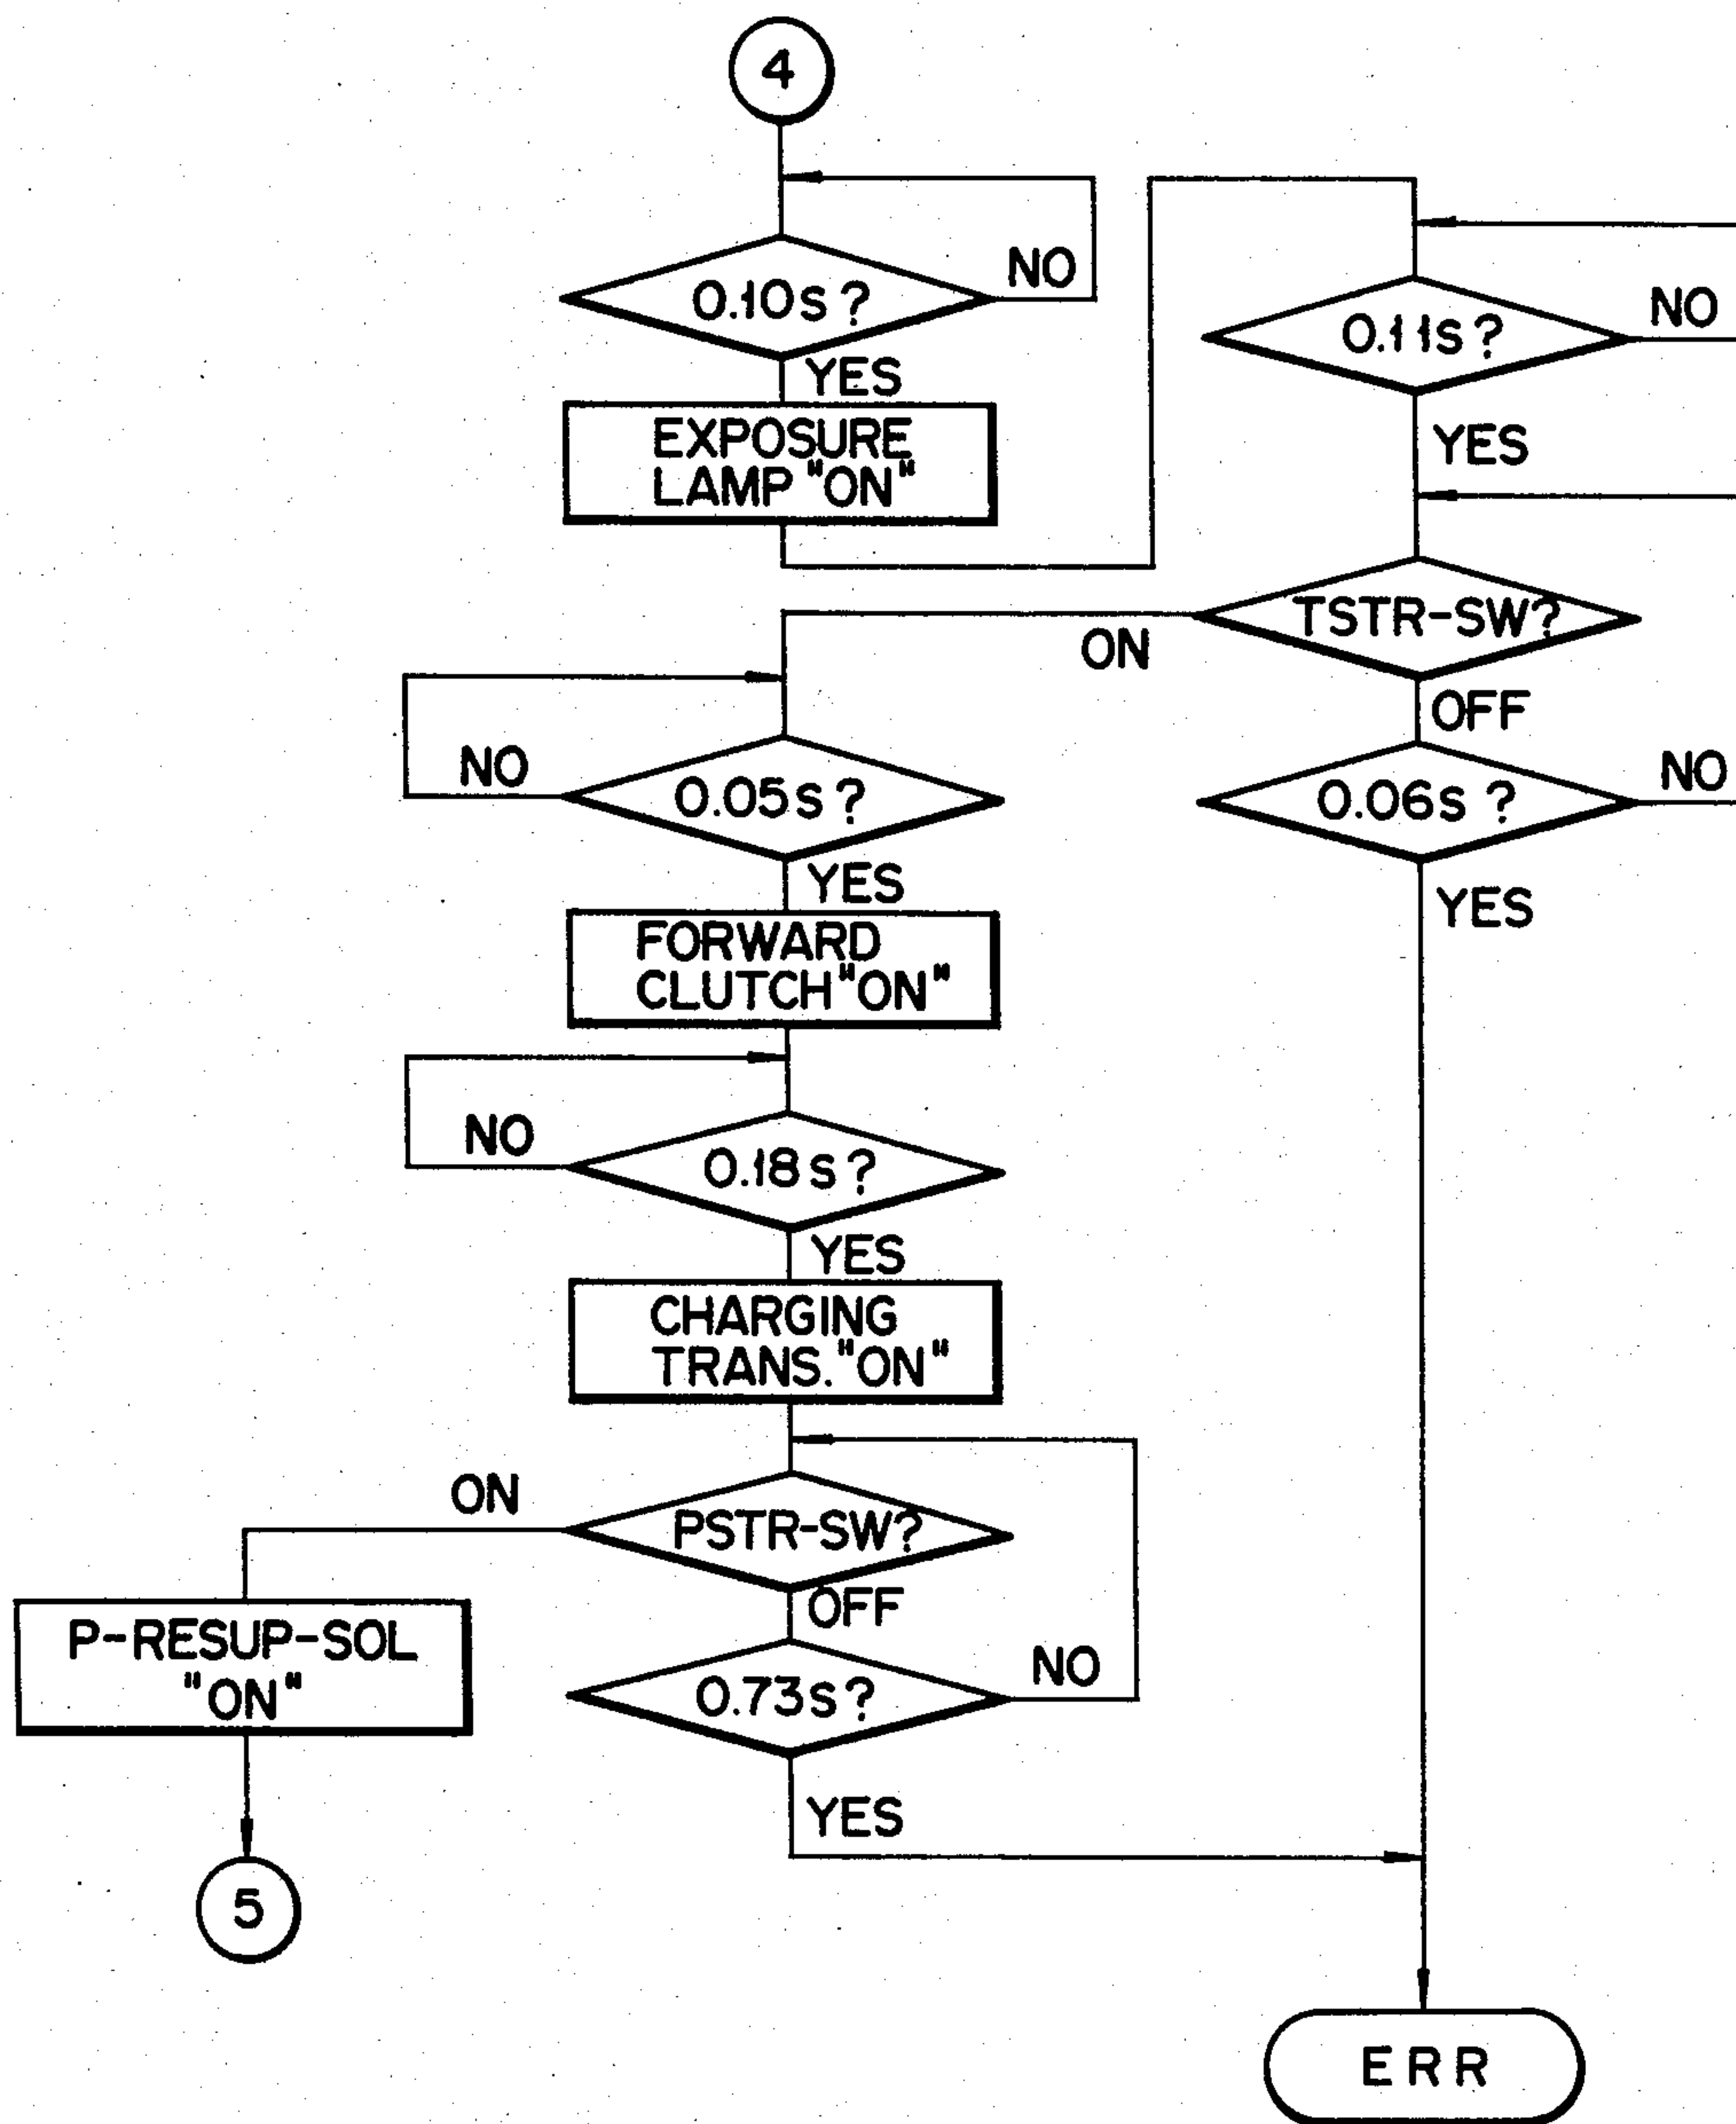 4
0.10s?
NO
YES
EXPOSURE
LAMP "ON"
0.11s?
NO
YES
TSTR-SW?
ON
OFF
0.06s?
NO
YES
0.05s?
NO
YES
FORWARD
CLUTCH "ON"
0.18s?
NO
YES
CHARGING
TRANS. "ON"
PSTR-SW?
ON
OFF
P-RESUP-SOL
"ON"
0.73s?
NO
YES
5
ERR